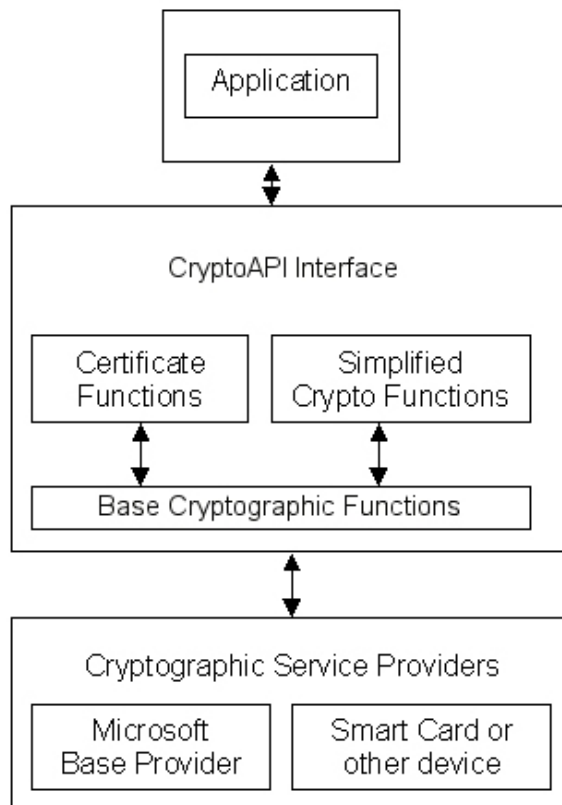 Application
CryptoAPI Interface
Certificate
Functions
Simplified
Crypto Functions
Base Cryptographic Functions
Cryptographic Service Providers
Microsoft
Base Provider
Smart Card or
other device